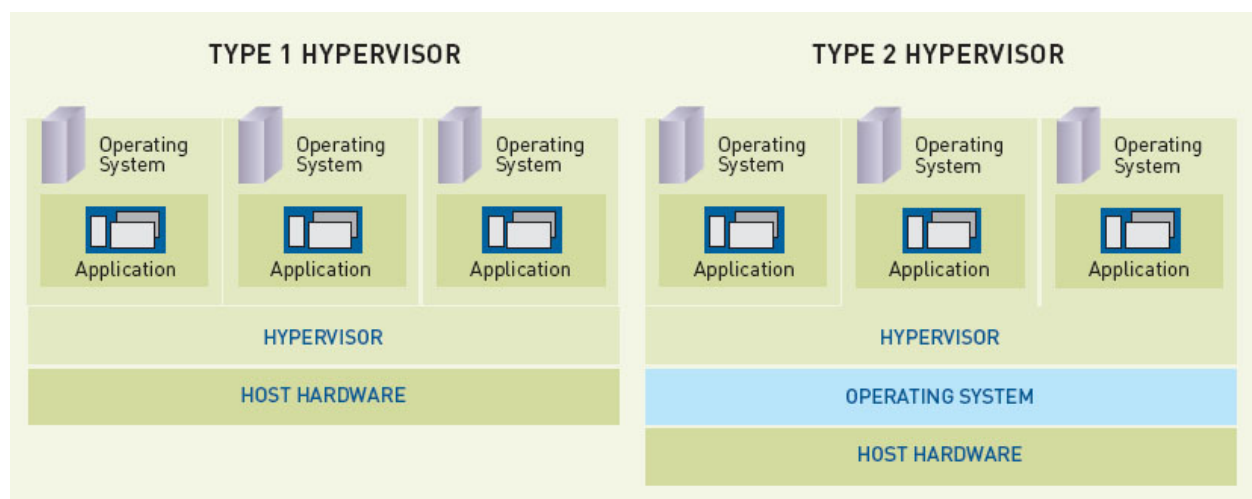 TYPE 1 HYPERVISOR
Operating
System
Application
Operating
System
Application
Operating
System
Application
HYPERVISOR
HOST HARDWARE
TYPE 2 HYPERVISOR
Operating
System
Application
Operating
System
Application
Operating
System
Application
HYPERVISOR
OPERATING SYSTEM
HOST HARDWARE